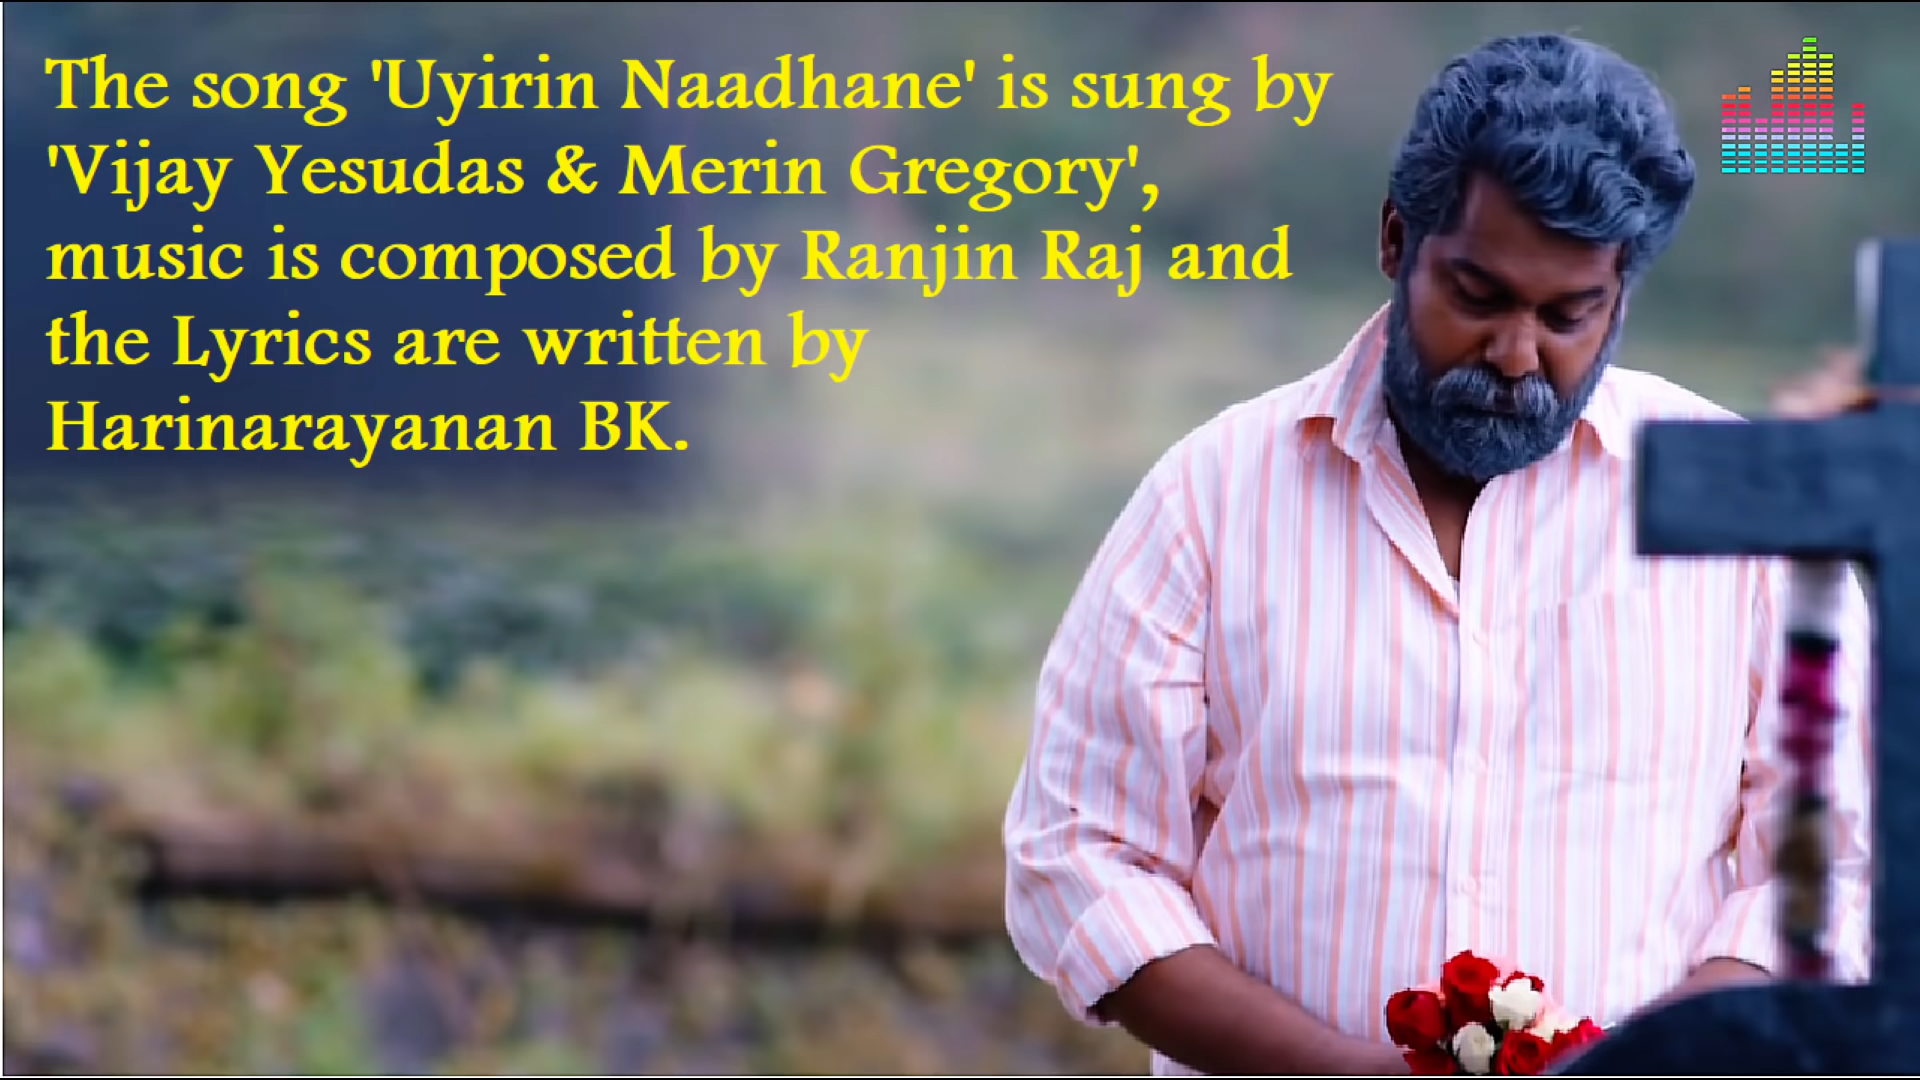 The song 'Uyirin Naadhane' is sung by
'Vijay Yesudas & Merin Gregory',
music is composed by Ranjin Raj and
the Lyrics are written by
Harinarayanan BK.